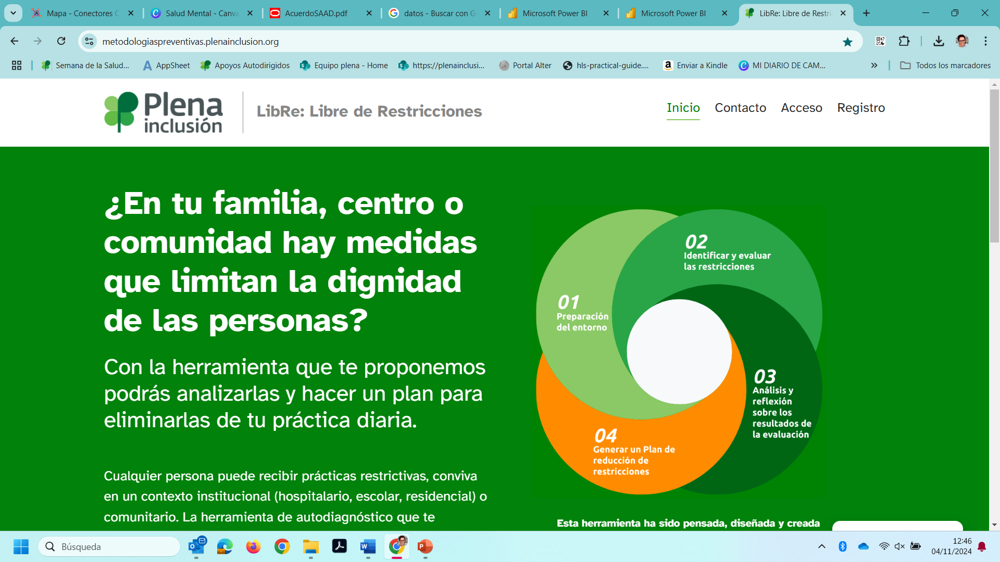 Mapa - Conectores C
Salud Mental - Canva
AcuerdoSAAD.pdf
datos - Buscar con G
Microsoft Power BI
Microsoft Power BI
LibRe: Libre de Restri
metodologiaspreventivas.plenainclusion.org
Semana de la Salud...
AppSheet
Apoyos Autodirigidos
Equipo plena - Home
https://plenainclusi...
Portal Alter
hls-practical-guide....
Enviar a Kindle
MI DIARIO DE CAM...
Todos los marcadores
Plena
inclusión
LibRe: Libre de Restricciones
Inicio
Contacto
Acceso
Registro
¿En tu familia, centro o
comunidad hay medidas
que limitan la dignidad
de las personas?
Con la herramienta que te proponemos
podrás analizarlas y hacer un plan para
eliminarlas de tu práctica diaria.
Cualquier persona puede recibir prácticas restrictivas, conviva
en un contexto institucional (hospitalario, escolar, residencial) o
comunitario. La herramienta de autodiagnóstico que te
01
Preparación
del entorno
02
Identificar y evaluar
las restricciones
03
Análisis y
reflexión
sobre los
resultados de
la evaluación
04
Generar un Plan de
reducción de
restricciones
Esta herramienta ha sido pensada, diseñada y creada
Búsqueda
12:46
04/11/2024